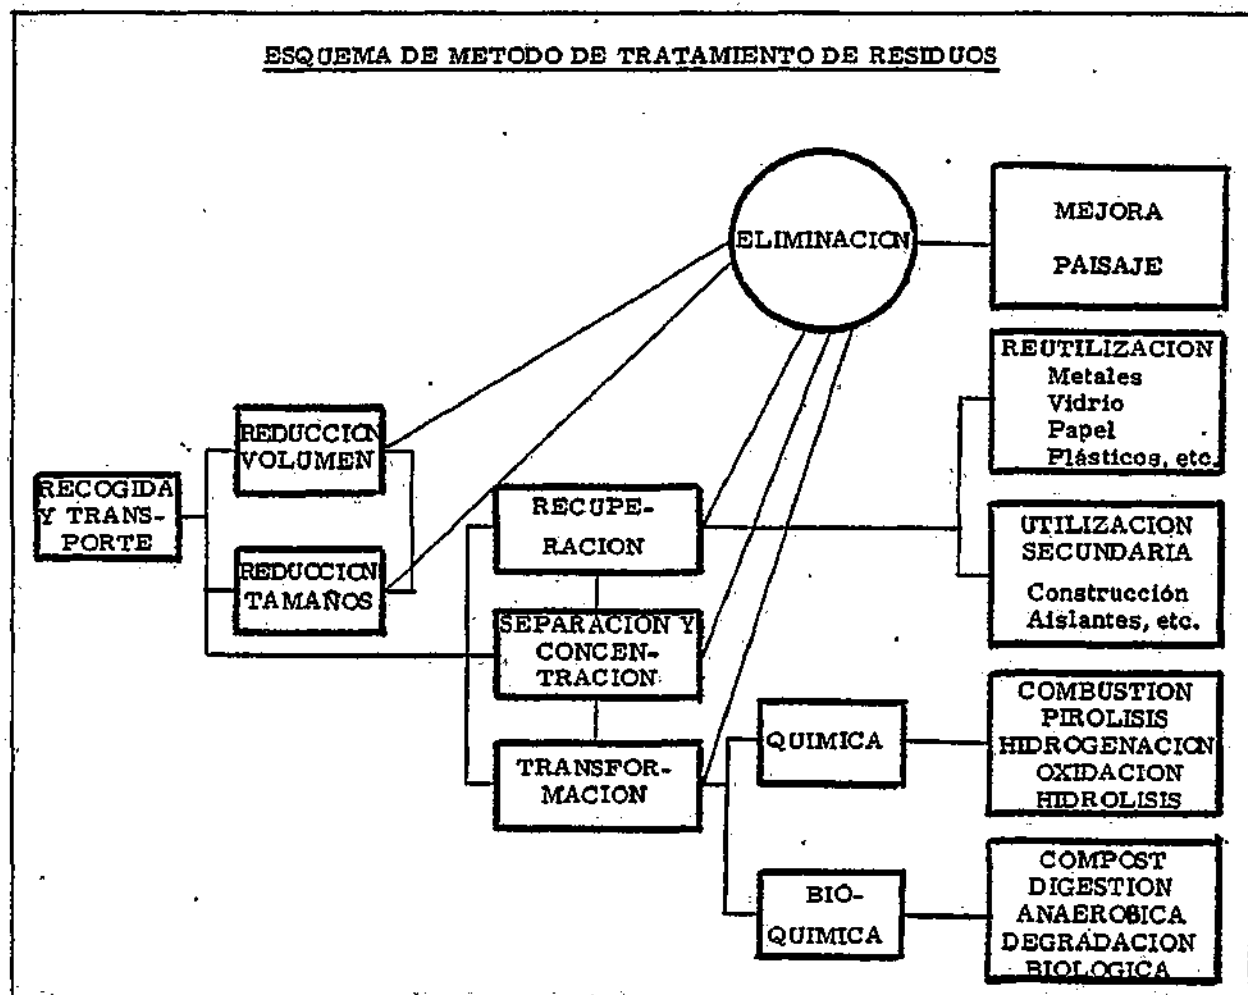 ESQUEMA DE METODO DE TRATAMIENTO DE RESIDUOS
ELIMINACION
MEJORA
PAISAJE
REUTILIZACION
Metales
Vidrio
Papel
Plásticos, etc.
REDUCCION
VOLUMEN
RECOGIDA
Y TRANS-
PORTE
REDUCCION
TAMAÑOS
RECUPE-
RACION
UTILIZACION
SECUNDARIA
Construcción
Aislantes, etc.
SEPARACION Y
CONCEN-
TRACION
TRANSFOR-
MACION
QUIMICA
COMBUSTION
PIROLISIS
HIDROGENACION
OXIDACION
HIDROLISIS
BIO-
QUIMICA
COMPOST
DIGESTION
ANAEROBICA
DEGRADACION
BIOLOGICA